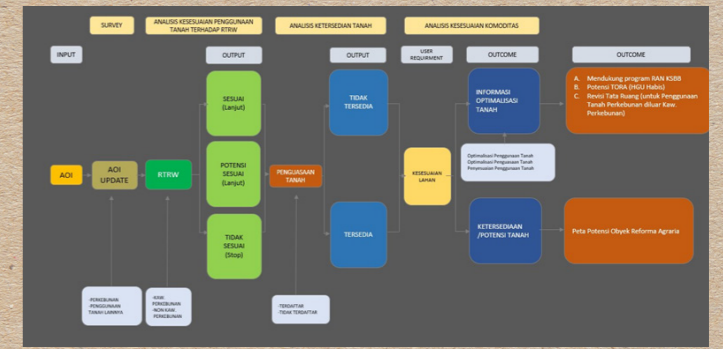 SURVEY
ANALISIS KESESUAIAN PENGGUNAAN
TANAH TERHADAP RTRW
ANALISIS KETERSEDIAN TANAH
ANALISIS KESESUAIAN KOMODITAS
INPUT
OUTPUT
OUTPUT
USER
REQUIRMENT
OUTCOME
OUTCOME
AOI
AOI
UPDATE
RTRW
SESUAI
(Lanjut)
POTENSI
SESUAI
(Lanjut)
TIDAK
SESUAI
(Stop)
PENGUASAAN
TANAH
TIDAK
TERSEDIA
TERSEDIA
KESESUAIAN
LAHAN
INFORMASI
OPTIMALISASI
TANAH
Optimalisasi Penggunaan Tanah
Optimalisasi Penguasaan Tanah
Penyesuaian Penggunaan Tanah
KETERSEDIAAN
/POTENSI TANAH
A. Mendukung program RAN KSBB
B. Potensi TORA (HGU Habis)
C. Revisi Tata Ruang (untuk Penggunaan
Tanah Perkebunan diluar Kaw.
Perkebunan)
Peta Potensi Obyek Reforma Agraria
-PERKEBUNAN
-PENGGUNAAN
TANAH LAINNYA
-KAW.
PERKEBUNAN
-NON KAW.
PERKEBUNAN
-TERDAFTAR
-TIDAK TERDAFTAR